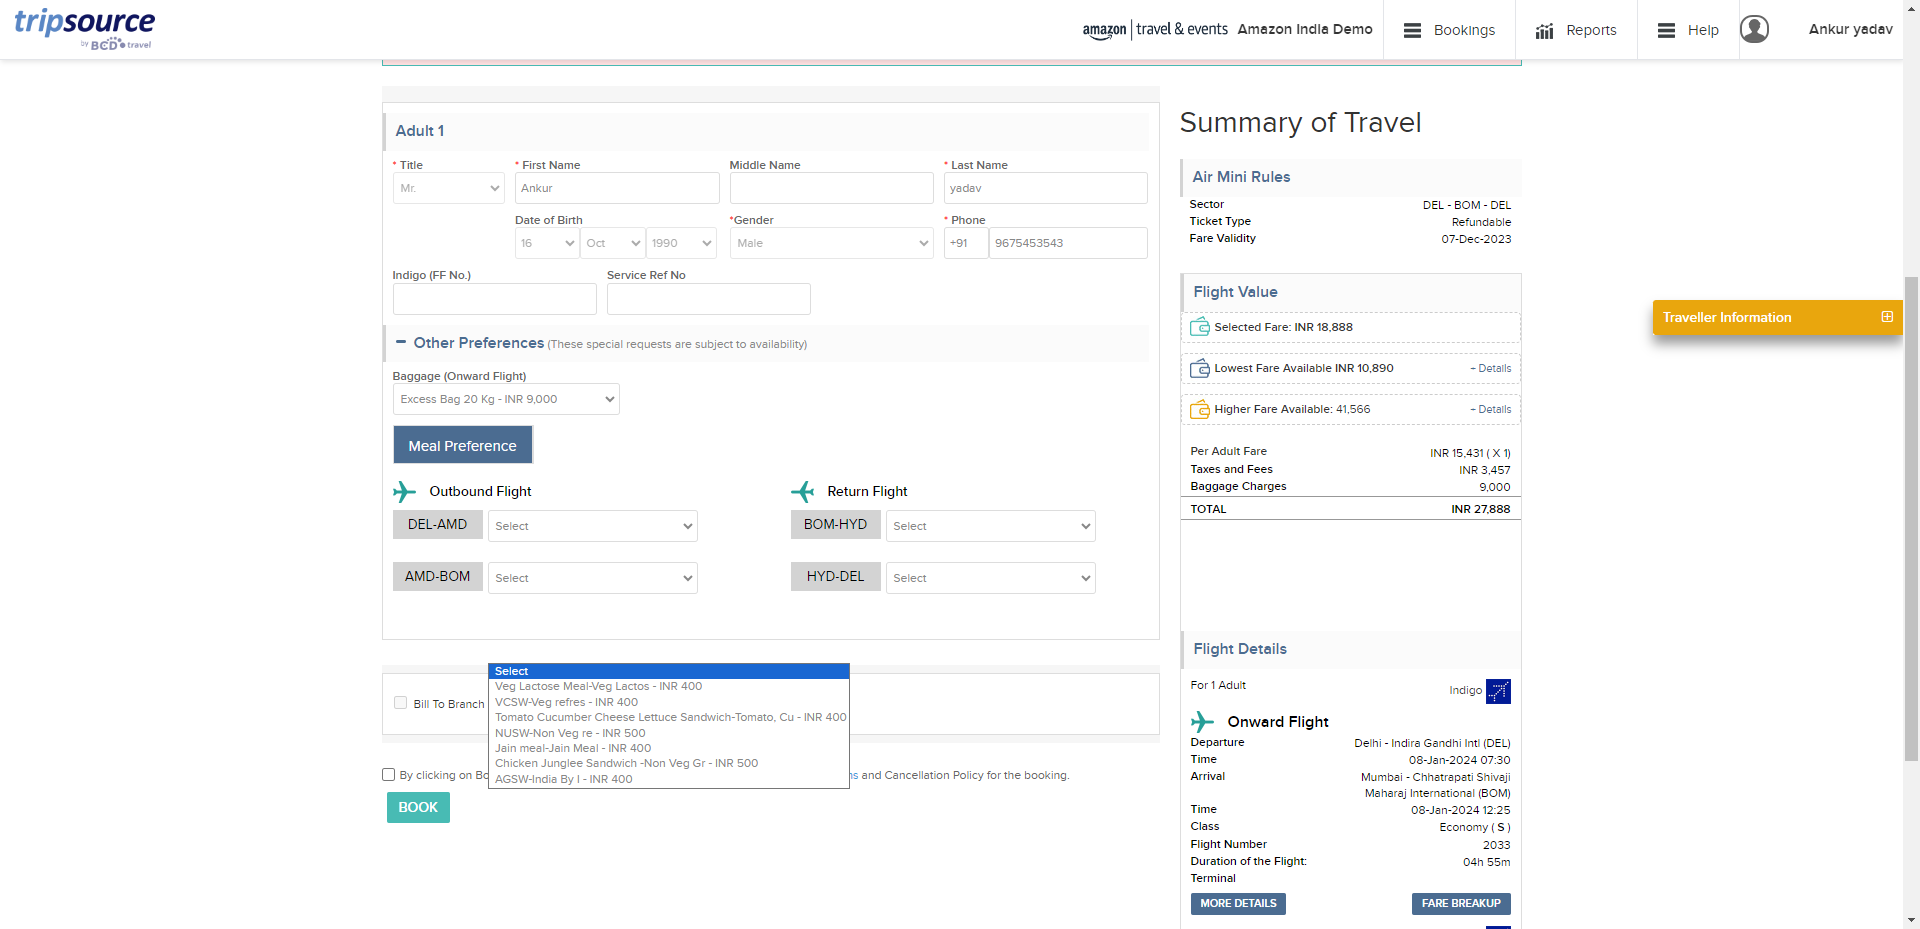 tripsource
by BCD travel
amazon travel & events Amazon India Demo Bookings Reports Help Ankur yadav
Adult 1
* Title * First Name Middle Name * Last Name
Mr. Ankur yadav
Date of Birth *Gender * Phone
16 Oct 1990 Male +91 9675453543
Indigo (FF No.) Service Ref No
Other Preferences (These special requests are subject to availability)
Baggage (Onward Flight)
Excess Bag 20 Kg - INR 9,000
Meal Preference
Outbound Flight Return Flight
DEL-AMD Select BOM-HYD Select
AMD-BOM Select HYD-DEL Select
Select
Veg Lactose Meal-Veg Lactos - INR 400
Bill To Branch VCSW-Veg refres - INR 400
Tomato Cucumber Cheese Lettuce Sandwich-Tomato, Cu - INR 400
NUSW-Non Veg re - INR 500
Jain meal-Jain Meal - INR 400
Chicken Junglee Sandwich -Non Veg Gr - INR 500
AGSW-India By I - INR 400
By clicking on Bo and Cancellation Policy for the booking.
BOOK
Summary of Travel
Air Mini Rules
Sector DEL - BOM - DEL
Ticket Type Refundable
Fare Validity 07-Dec-2023
Flight Value
Selected Fare: INR 18,888
Lowest Fare Available INR 10,890 - Details
Higher Fare Available: 41,566 - Details
Per Adult Fare INR 15,431 ( X 1)
Taxes and Fees INR 3,457
Baggage Charges 9,000
TOTAL INR 27,888
Flight Details
For 1 Adult Indigo
Onward Flight
Departure Delhi - Indira Gandhi Intl (DEL)
Time 08-Jan-2024 07:30
Arrival Mumbai - Chhatrapati Shivaji
Maharaj International (BOM)
Time 08-Jan-2024 12:25
Class Economy ( S )
Flight Number 2033
Duration of the Flight: 04h 55m
Terminal
MORE DETAILS FARE BREAKUP
Traveller Information